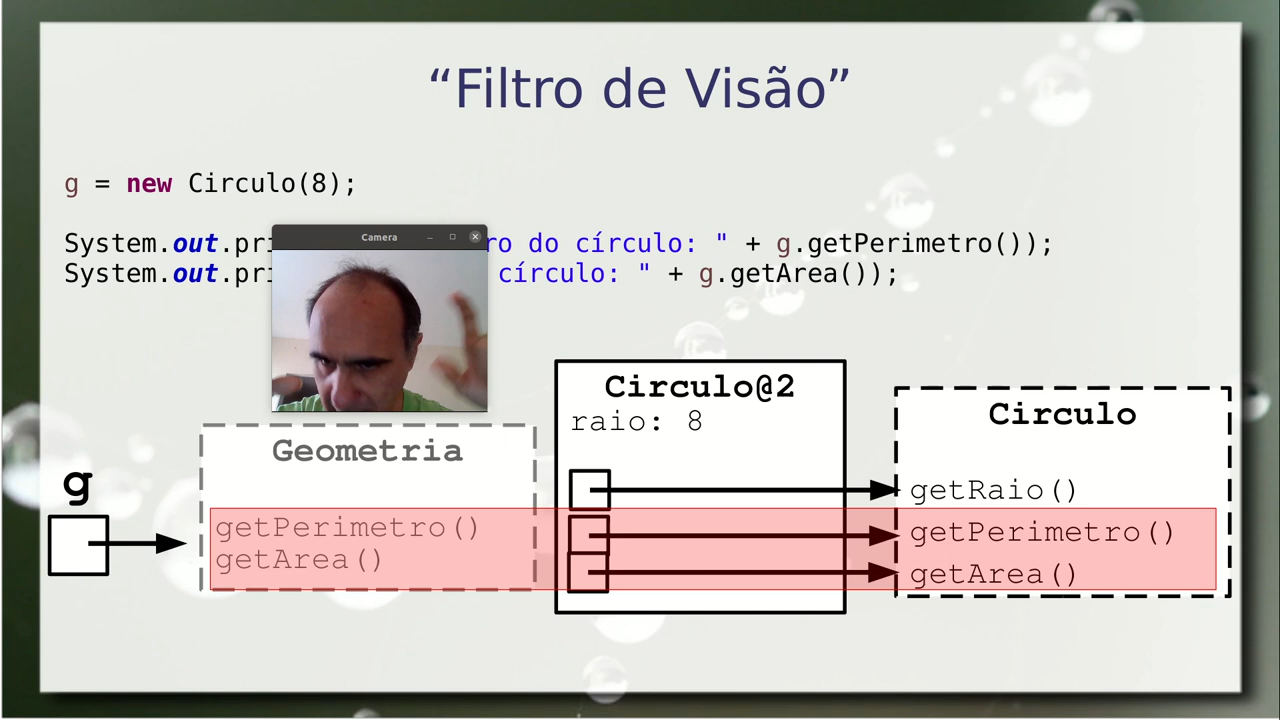 “Filtro de Visão”
g = new Circulo(8);
System.out.pri ro do círculo: " + g.getPerimetro());
System.out.pri círculo: " + g.getArea());
Camera
Circulo@2
raio: 8
Circulo
Geometria
g
getRaio()
getPerimetro()
getPerimetro()
getArea()
getArea()